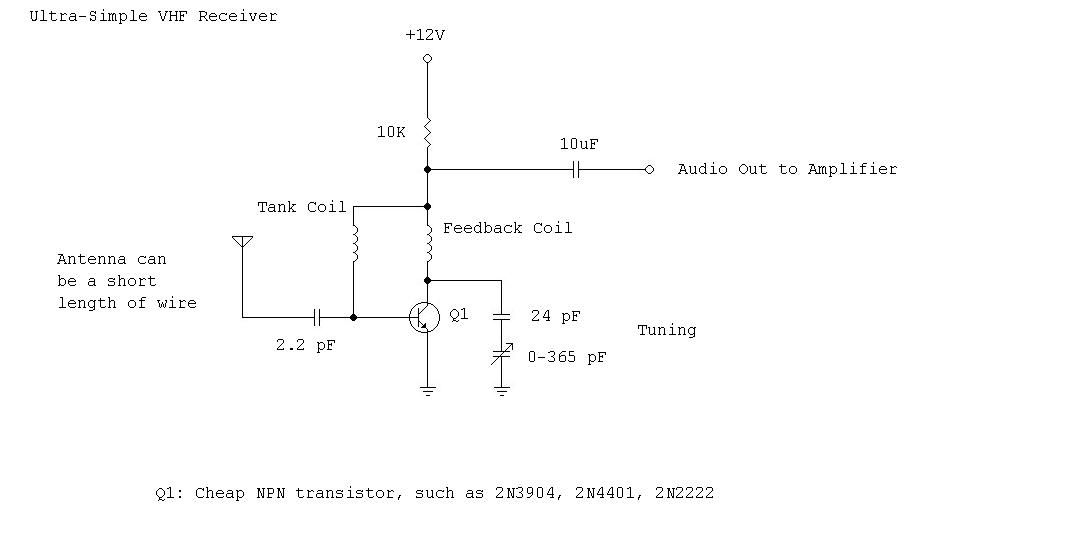 Ultra-Simple VHF Receiver
+12V
10K
10uF
Audio Out to Amplifier
Tank Coil
Feedback Coil
Antenna can
be a short
length of wire
Q1
24 pF
Tuning
2.2 pF
0-365 pF
Q1: Cheap NPN transistor, such as 2N3904, 2N4401, 2N2222